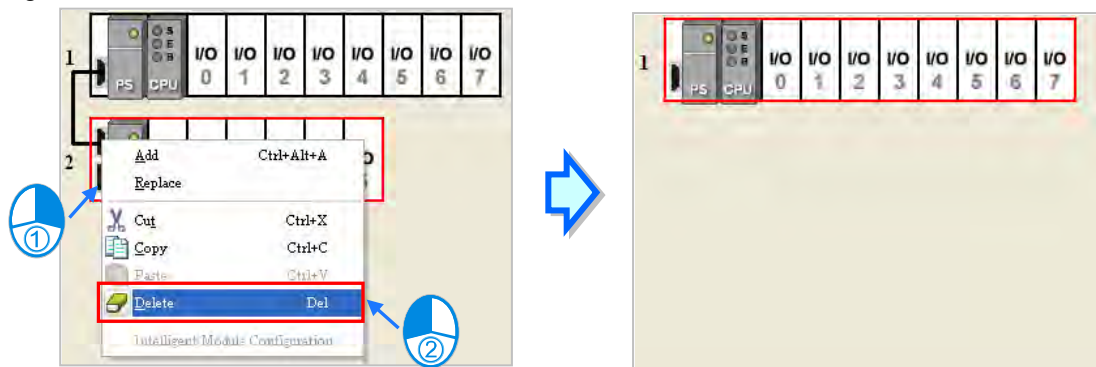 1
S
E
B
PS CPU
I/O I/O I/O I/O I/O I/O I/O I/O
0 1 2 3 4 5 6 7
2
Add Ctrl+Alt+A
Replace
Cut Ctrl+X
Copy Ctrl+C
Paste Ctrl+V
Delete Del
Intelligent Module Configuration
①
②
1
S
E
B
PS CPU
I/O I/O I/O I/O I/O I/O I/O I/O
0 1 2 3 4 5 6 7